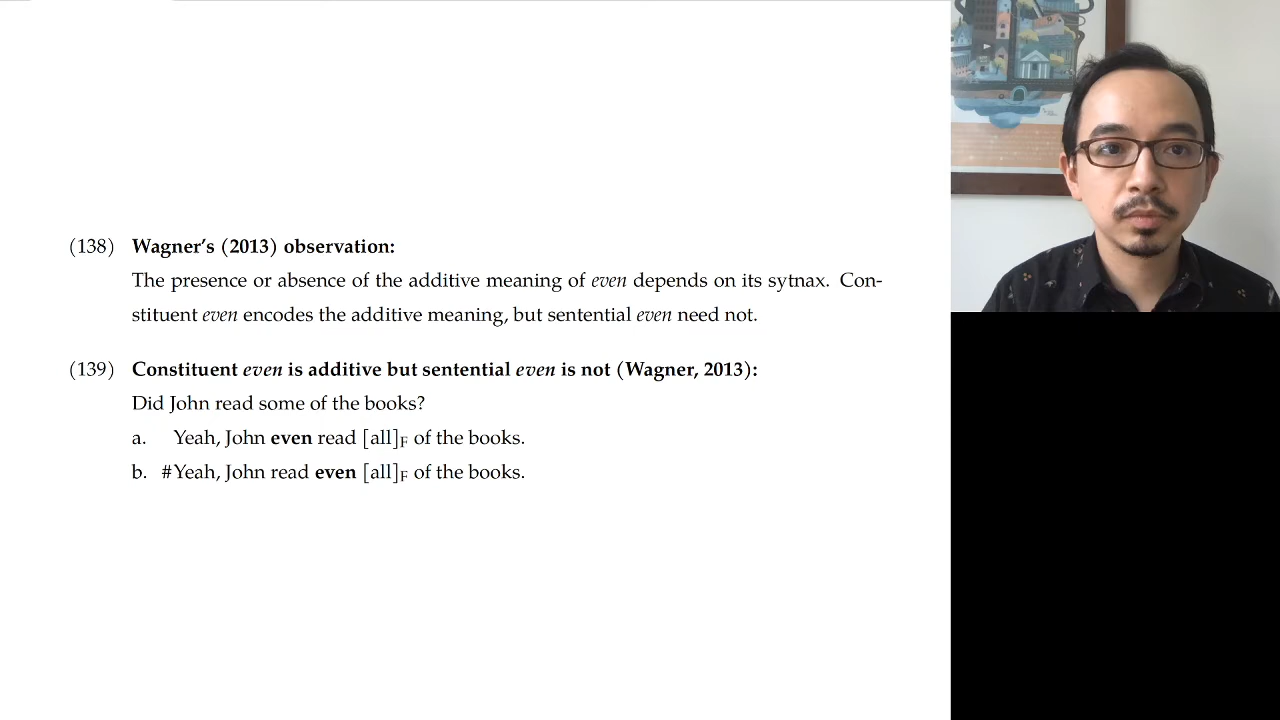 (138) Wagner's (2013) observation:
The presence or absence of the additive meaning of even depends on its sytnax. Con-
stituent even encodes the additive meaning, but sentential even need not.
(139) Constituent even is additive but sentential even is not (Wagner, 2013):
Did John read some of the books?
a. Yeah, John even read [all]F of the books.
b. #Yeah, John read even [all]F of the books.